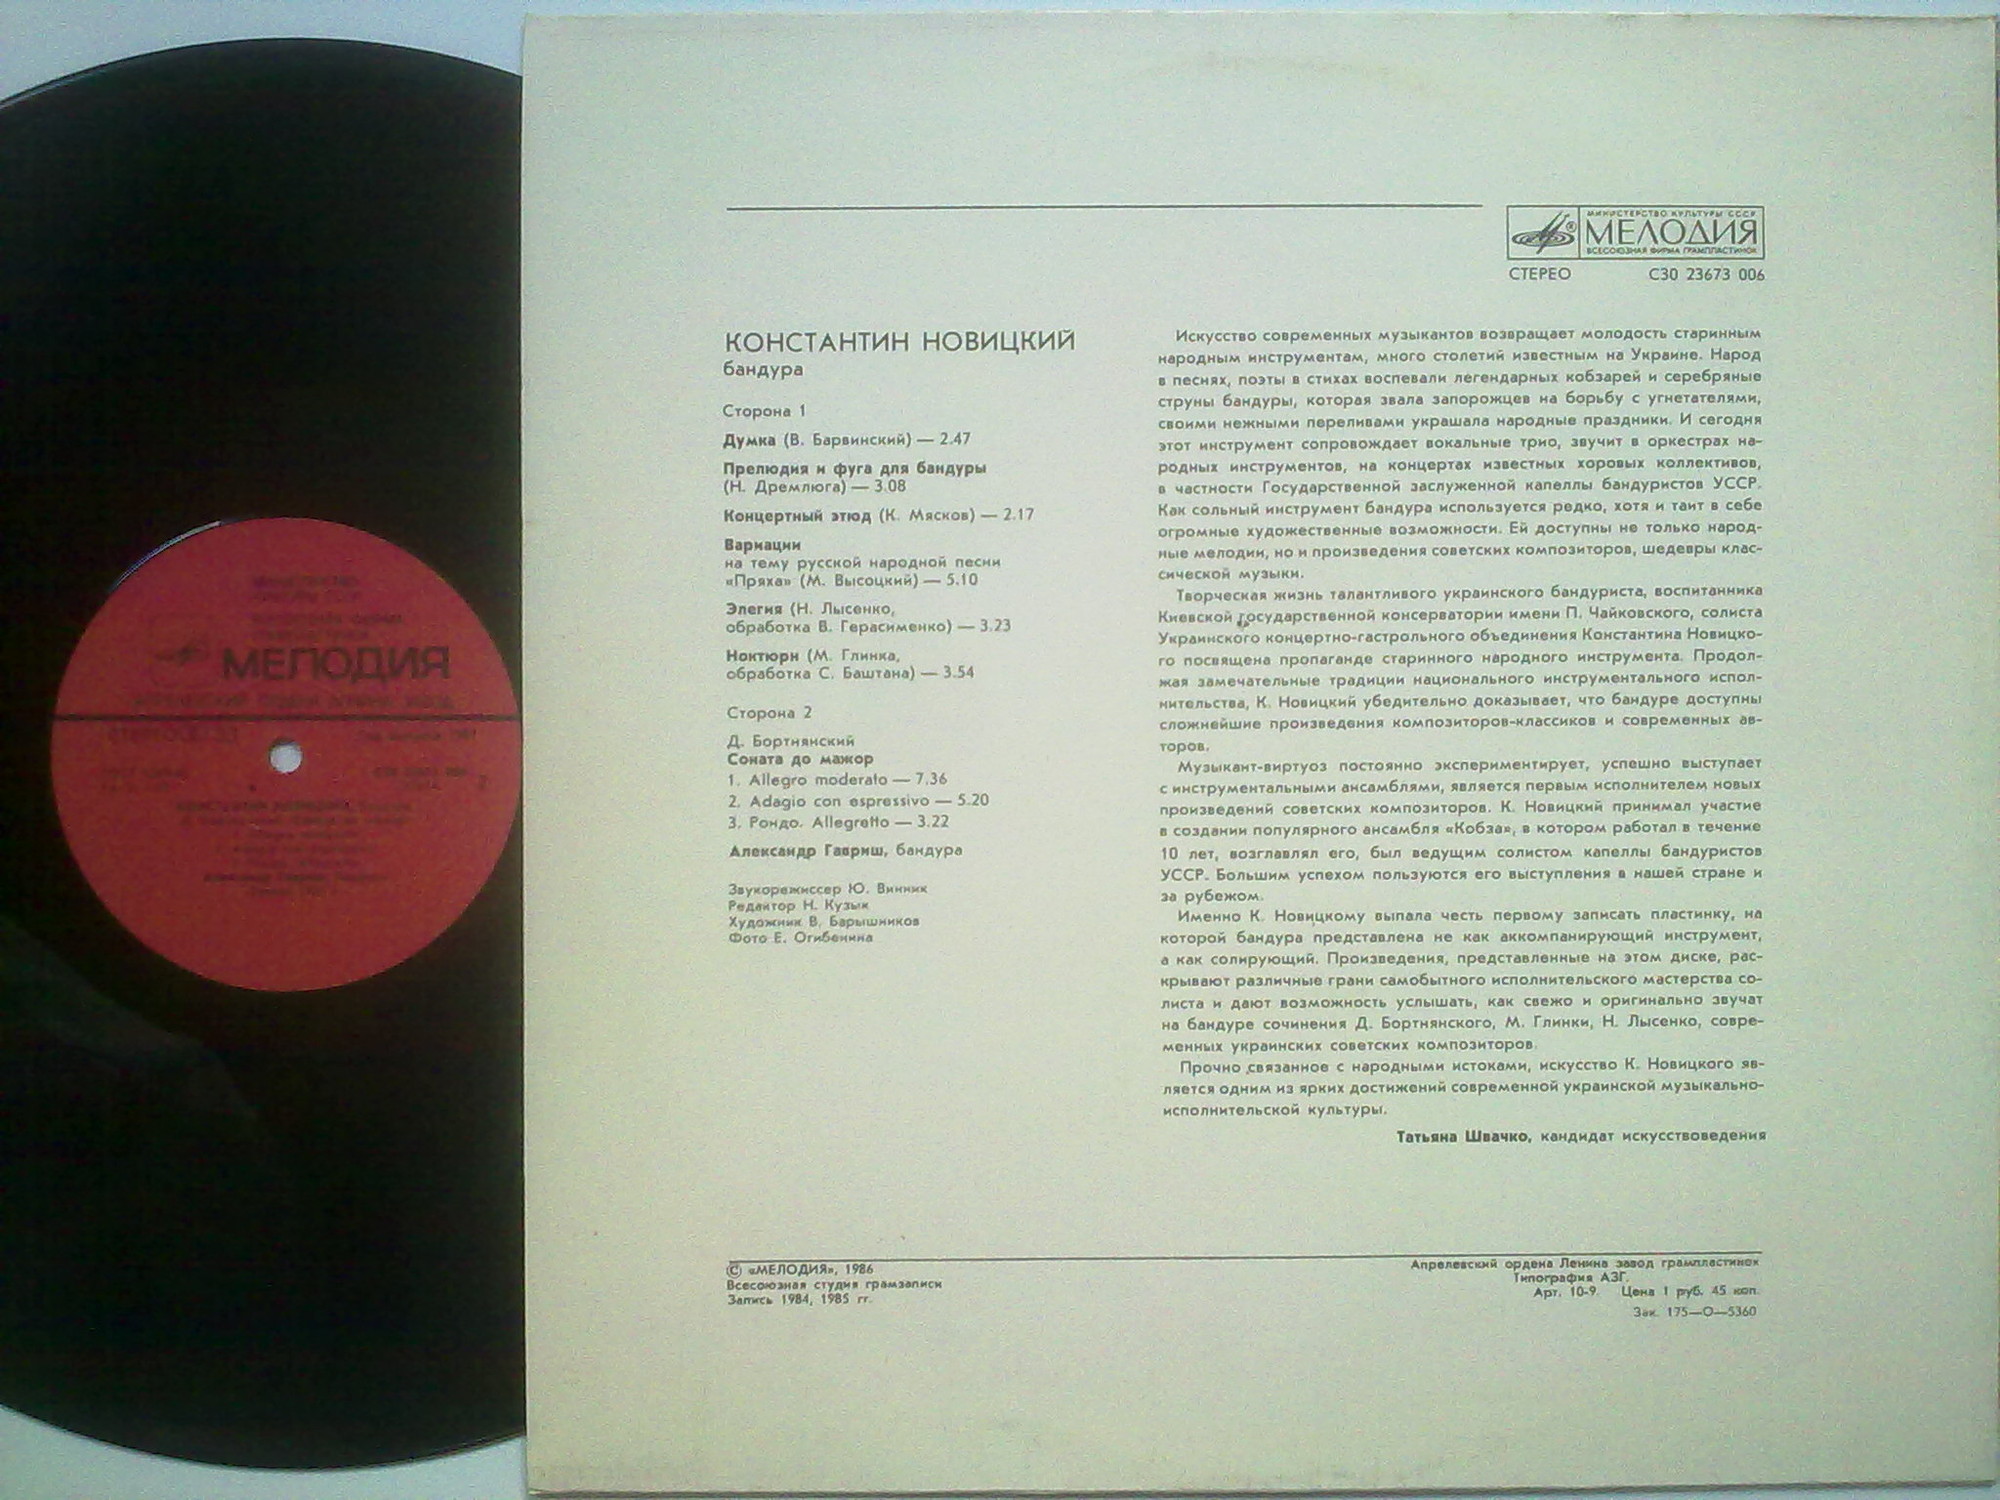 МИНИСТЕРСТВО КУЛЬТУРЫ СССР
МЕЛОДИЯ
ВСЕСОЮЗНАЯ ФИРМА ГРАМПЛАСТИНОК
СТЕРЕО С30 23673 006
КОНСТАНТИН НОВИЦКИЙ
бандура
Сторона 1
Думка (В. Барвинский) — 2.47
Прелюдия и фуга для бандуры
(Н. Дремлюга) — 3.08
Концертный этюд (К. Мясков) — 2.17
Вариации
на тему русской народной песни
«Пряха» (М. Высоцкий) — 5.10
Элегия (Н. Лысенко,
обработка В. Герасименко) — 3.23
Ноктюрн (М. Глинка,
обработка С. Баштана) — 3.54
Сторона 2
Д. Бортнянский
Соната до мажор
1. Allegro moderato — 7.36
2. Adagio con espressivo — 5.20
3. Рондо. Allegretto — 3.22
Александр Гавриш, бандура
Звукорежиссер Ю. Винник
Редактор Н. Кузык
Художник В. Барышников
Фото Е. Огибенина
Искусство современных музыкантов возвращает молодость старинным
народным инструментам, много столетий известным на Украине. Народ
в песнях, поэты в стихах воспевали легендарных кобзарей и серебряные
струны бандуры, которая звала запорожцев на борьбу с угнетателями,
своими нежными переливами украшала народные праздники. И сегодня
этот инструмент сопровождает вокальные трио, звучит в оркестрах на-
родных инструментов, на концертах известных хоровых коллективов,
в частности Государственной заслуженной капеллы бандуристов УССР.
Как сольный инструмент бандура используется редко, хотя и таит в себе
огромные художественные возможности. Ей доступны не только народ-
ные мелодии, но и произведения советских композиторов, шедевры клас-
сической музыки.
Творческая жизнь талантливого украинского бандуриста, воспитанника
Киевской государственной консерватории имени П. Чайковского, солиста
Украинского концертно-гастрольного объединения Константина Новицко-
го посвящена пропаганде старинного народного инструмента. Продол-
жая замечательные традиции национального инструментального испол-
нительства, К. Новицкий убедительно доказывает, что бандуре доступны
сложнейшие произведения композиторов-классиков и современных ав-
торов.
Музыкант-виртуоз постоянно экспериментирует, успешно выступает
с инструментальными ансамблями, является первым исполнителем новых
произведений советских композиторов. К. Новицкий принимал участие
в создании популярного ансамбля «Кобза», в котором работал в течение
10 лет, возглавлял его, был ведущим солистом капеллы бандуристов
УССР. Большим успехом пользуются его выступления в нашей стране и
за рубежом.
Именно К. Новицкому выпала честь первому записать пластинку, на
которой бандура представлена не как аккомпанирующий инструмент,
а как солирующий. Произведения, представленные на этом диске, рас-
крывают различные грани самобытного исполнительского мастерства со-
листа и дают возможность услышать, как свежо и оригинально звучат
на бандуре сочинения Д. Бортнянского, М. Глинки, Н. Лысенко, совре-
менных украинских советских композиторов.
Прочно связанное с народными истоками, искусство К. Новицкого яв-
ляется одним из ярких достижений современной украинской музыкально-
исполнительской культуры.
Татьяна Швачко, кандидат искусствоведения
© «МЕЛОДИЯ», 1986
Всесоюзная студия грамзаписи
Запись 1984, 1985 гг.
Апрелевский ордена Ленина завод грампластинок
Типография АЗГ.
Арт. 10-9. Цена 1 руб. 45 коп.
Зак. 175—О—5360
МЕЛОДИЯ
2